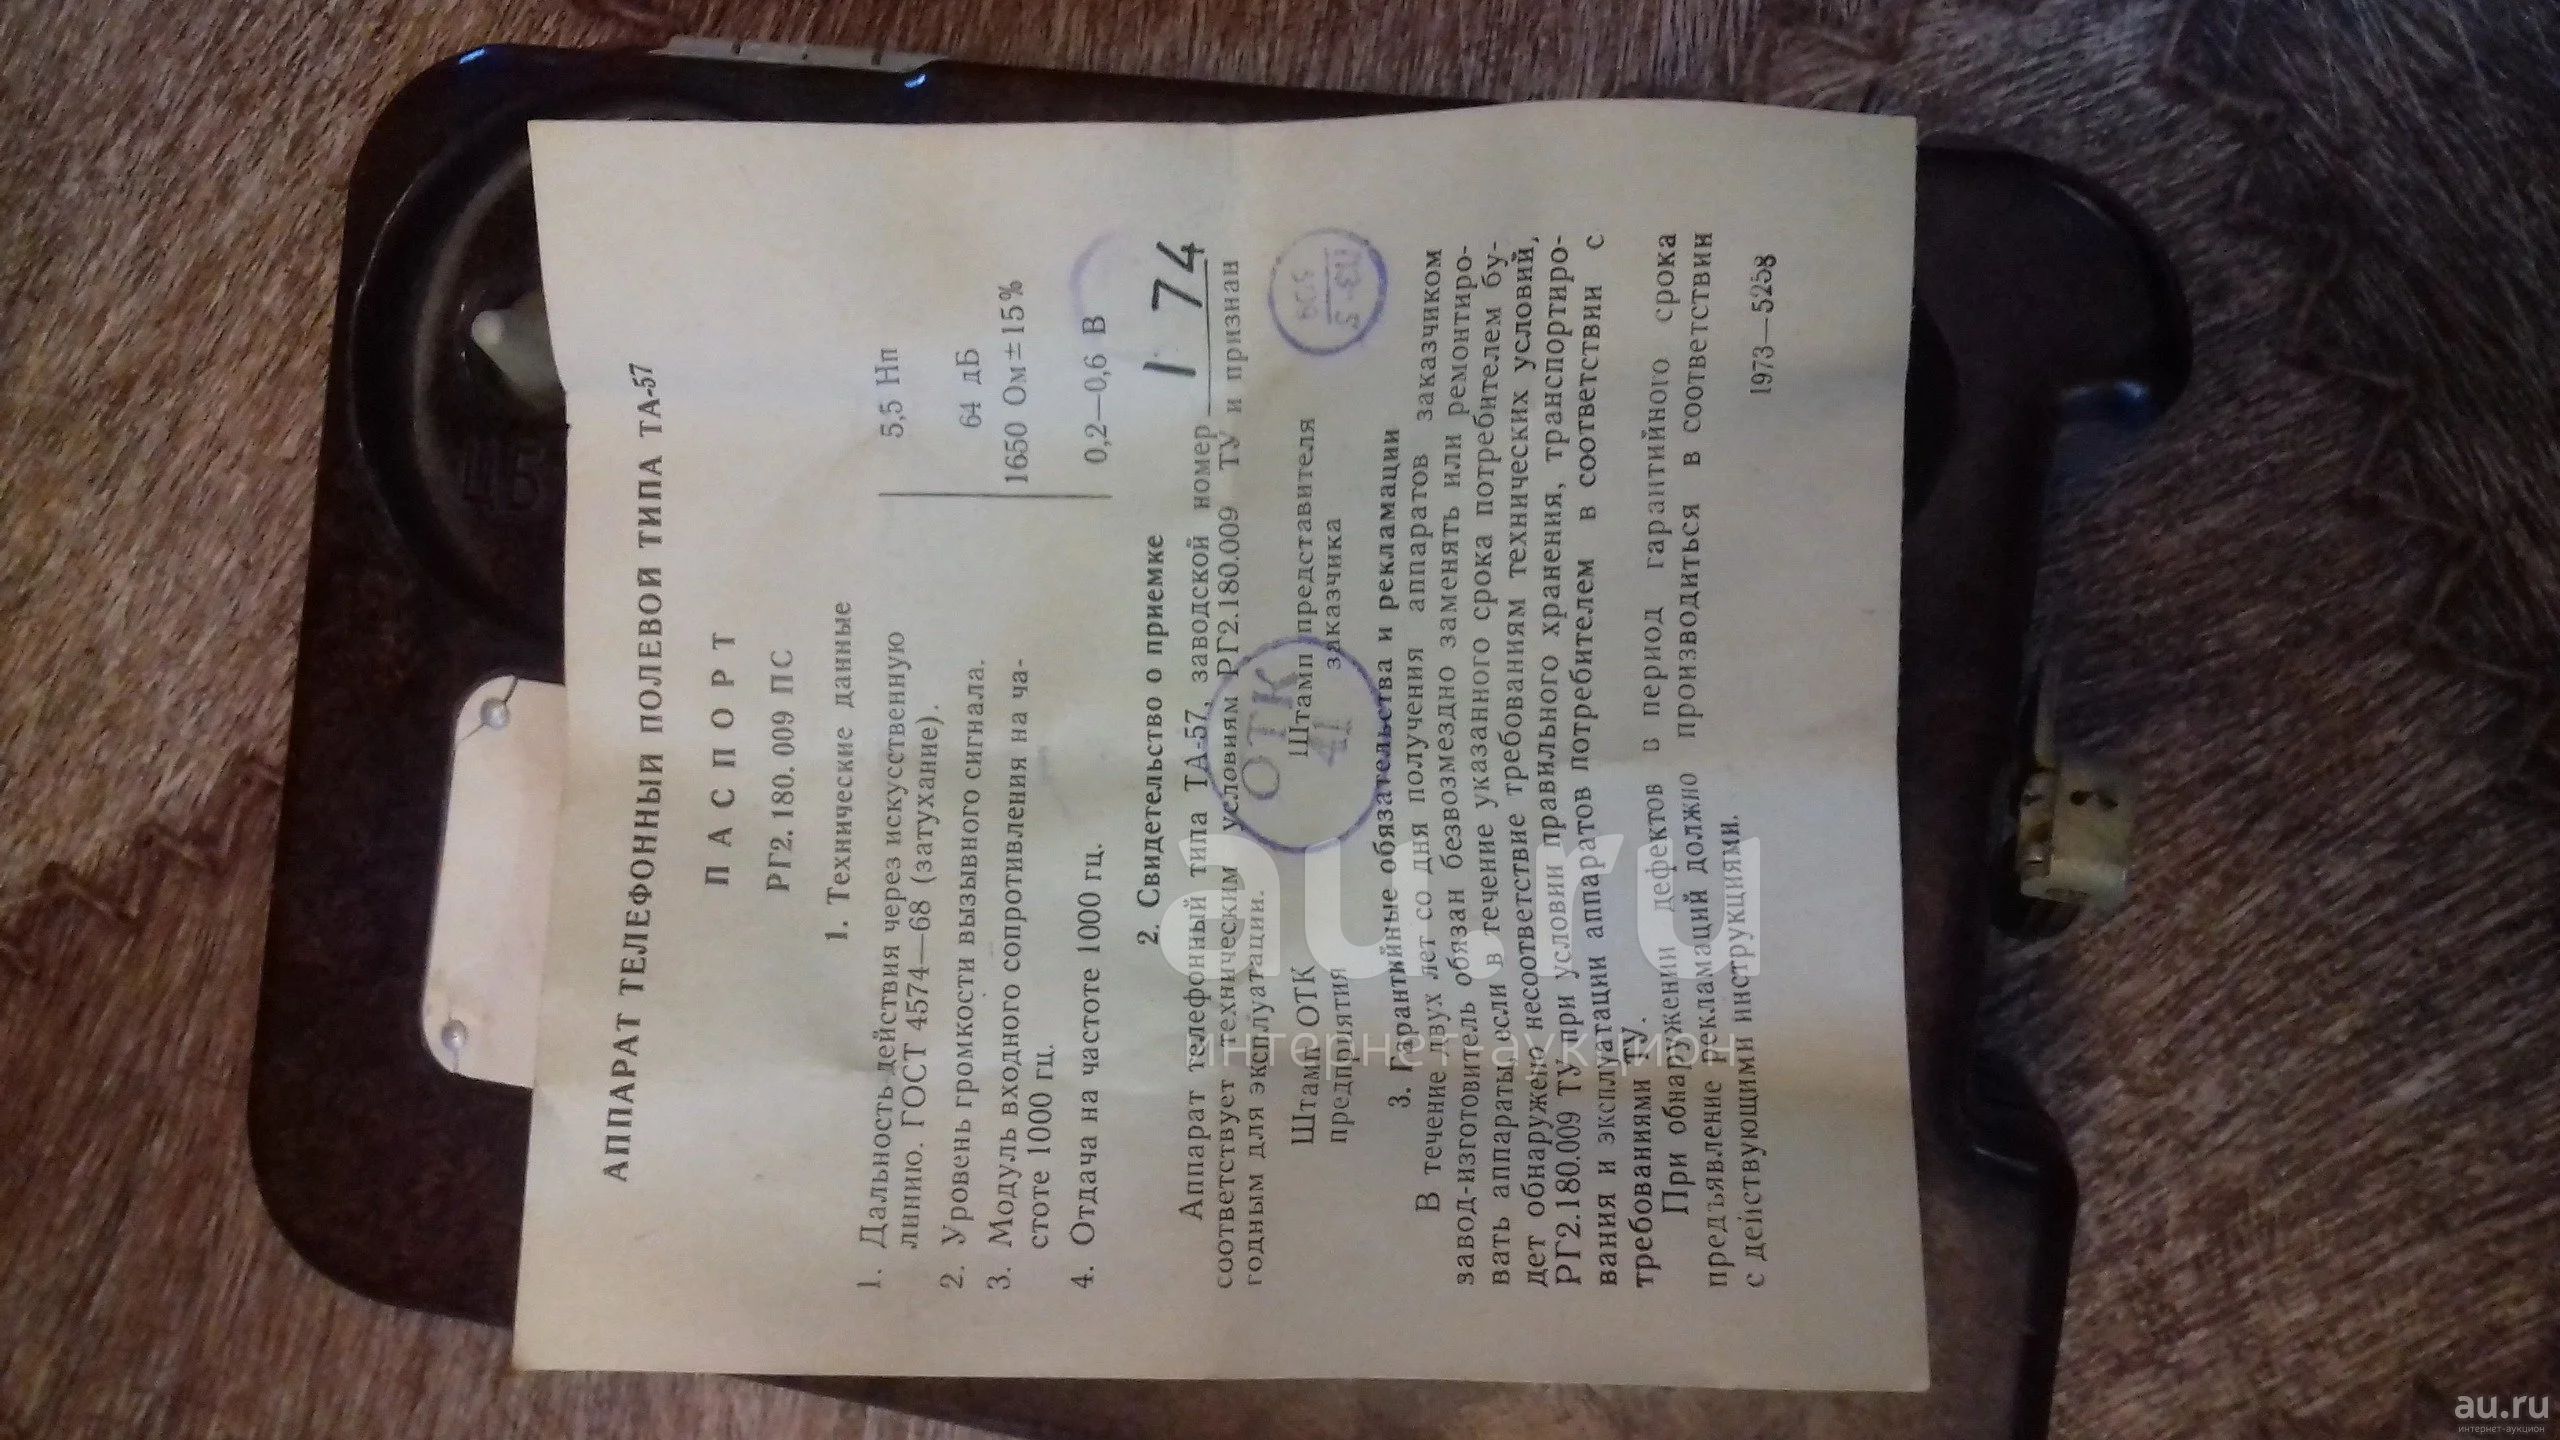 АППАРАТ ТЕЛЕФОННЫЙ ПОЛЕВОЙ ТИПА ТА-57
ПАСПОРТ
РГ2.180.009 ПС
1. Технические данные
1. Дальность действия через искусственную
линию. ГОСТ 4574—68 (затухание).
5,5 Нп
2. Уровень громкости вызывного сигнала.
64 дБ
3. Модуль входного сопротивления на ча-
стоте 1000 гц.
1650 Ом±15%
4. Отдача на частоте 1000 гц.
0,2—0,6 В
2. Свидетельство о приемке
Аппарат телефонный типа ТА-57, заводской номер 1 74
соответствует техническим условиям РГ2.180.009 ТУ и признан
годным для эксплуатации.
Штамп ОТК
предприятия
ОТК
41
Штамп представителя
заказчика
3. Гарантийные обязательства и рекламации
В течение двух лет со дня получения аппаратов заказчиком
завод-изготовитель обязан безвозмездно заменять или ремонтиро-
вать аппараты, если в течение указанного срока потребителем бу-
дет обнаружено несоответствие требованиям технических условий,
РГ2.180.009 ТУ при условии правильного хранения, транспортиро-
вания и эксплуатации аппаратов потребителем в соответствии с
требованиями ТУ.
При обнаружении дефектов в период гарантийного срока
предъявление рекламаций должно производиться в соответствии
с действующими инструкциями.
1973—5258
au.ru
интернет-аукцион
au.ru
интернет-аукцион